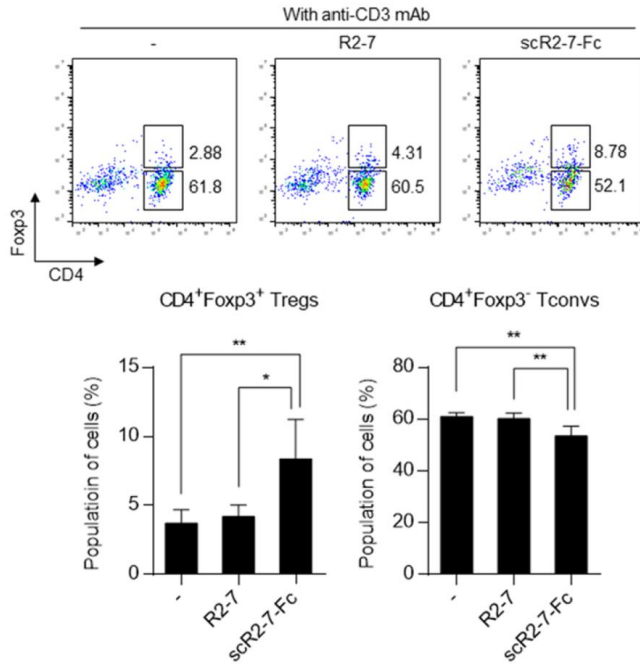 With anti-CD3 mAb
- R2-7 scR2-7-Fc
2.88 4.31 8.78
61.8 60.5 52.1
Foxp3
CD4
CD4+Foxp3+ Tregs CD4+Foxp3- Tconvs
** **
* **
Populatioin of cells (%)
15
10
5
0
- R2-7 scR2-7-Fc
Population of cells (%)
80
60
40
20
0
- R2-7 scR2-7-Fc